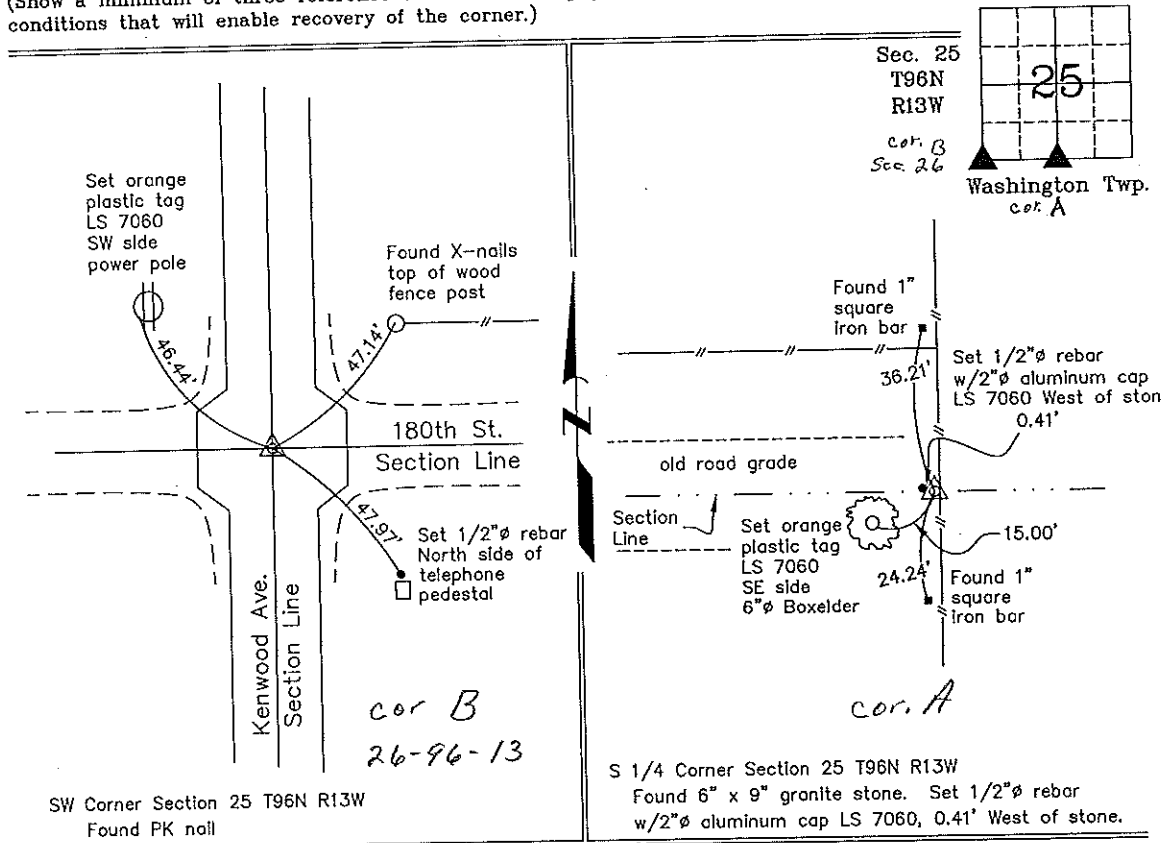 conditions that will enable recovery of the corner.)
Sec. 25
T96N
R13W
cor. B
Sec. 26
25
Washington Twp.
cor. A
Set orange
plastic tag
LS 7060
SW side
power pole
Found X-nails
top of wood
fence post
46.44'
47.14'
180th St.
Section Line
47.97'
Set 1/2"ø rebar
North side of
telephone
pedestal
Kenwood Ave.
Section Line
cor B
26-96-13
SW Corner Section 25 T96N R13W
Found PK nail
Z
Found 1"
square
iron bar
36.21'
Set 1/2"ø rebar
w/2"ø aluminum cap
LS 7060 West of ston
0.41'
old road grade
Section
Line
Set orange
plastic tag
LS 7060
SE side
6"ø Boxelder
15.00'
24.24'
Found 1"
square
iron bar
cor. A
S 1/4 Corner Section 25 T96N R13W
Found 6" x 9" granite stone. Set 1/2"ø rebar
w/2"ø aluminum cap LS 7060, 0.41' West of stone.